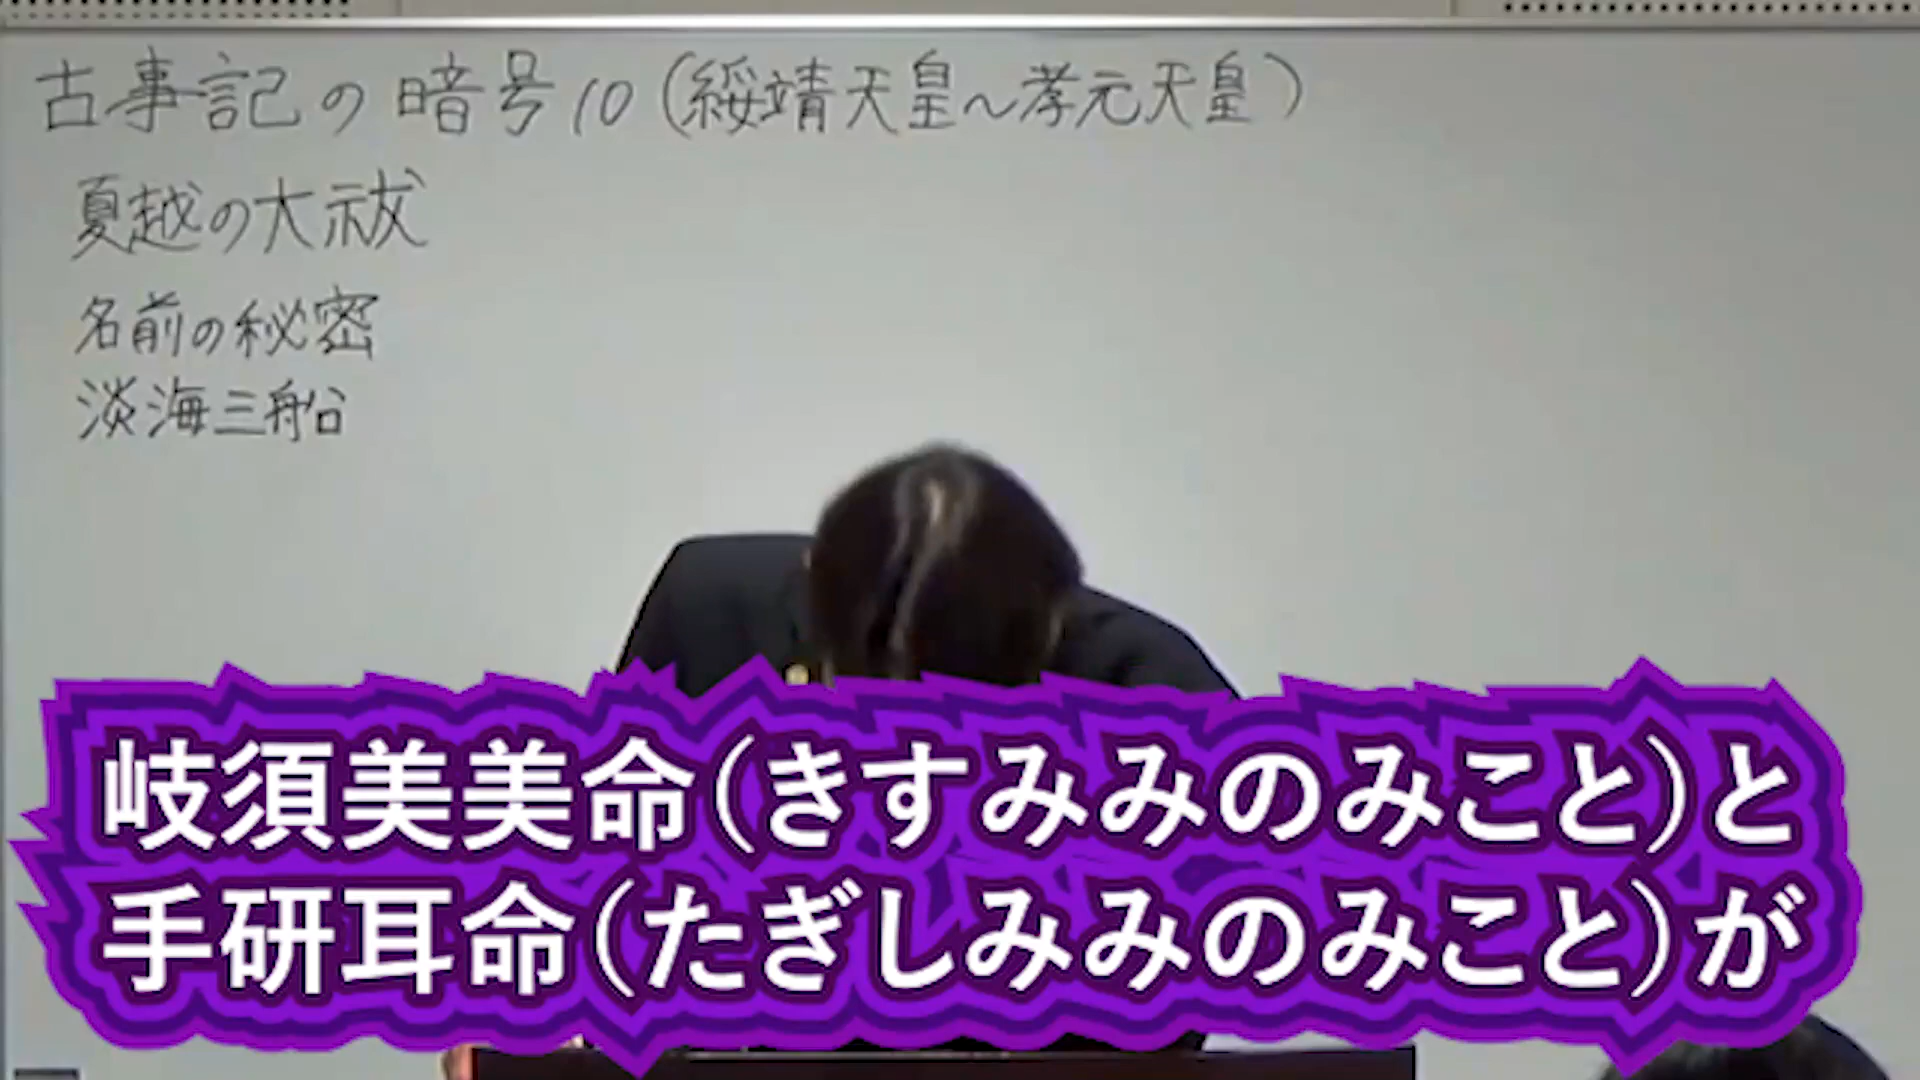 古事記の暗号10(綏靖天皇～孝元天皇)
夏越の大祓
名前の秘密
淡海三船
岐須美美命(きすみみのみこと)と
手研耳命(たぎしみみのみこと)が